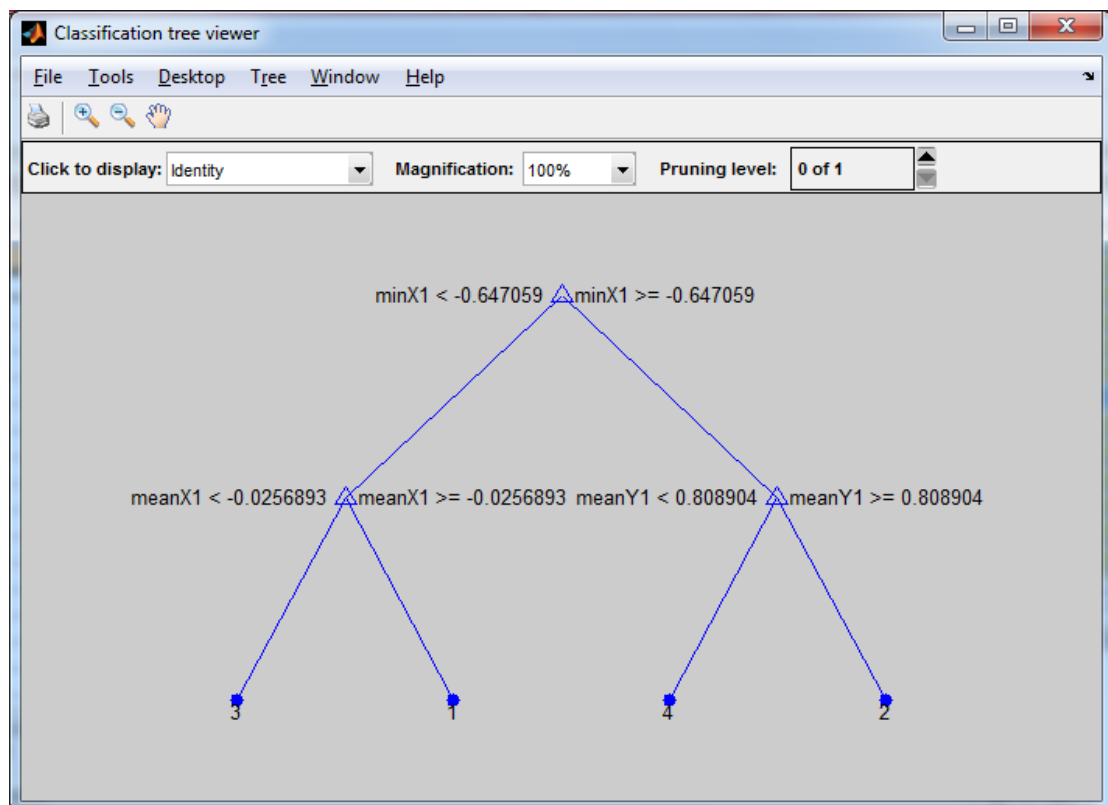 Classification tree viewer
File Tools Desktop Tree Window Help
Click to display: Identity Magnification: 100% Pruning level: 0 of 1
minX1 < -0.647059 minX1 >= -0.647059
meanX1 < -0.0256893 meanX1 >= -0.0256893 meanY1 < 0.808904 meanY1 >= 0.808904
3 1 4 2